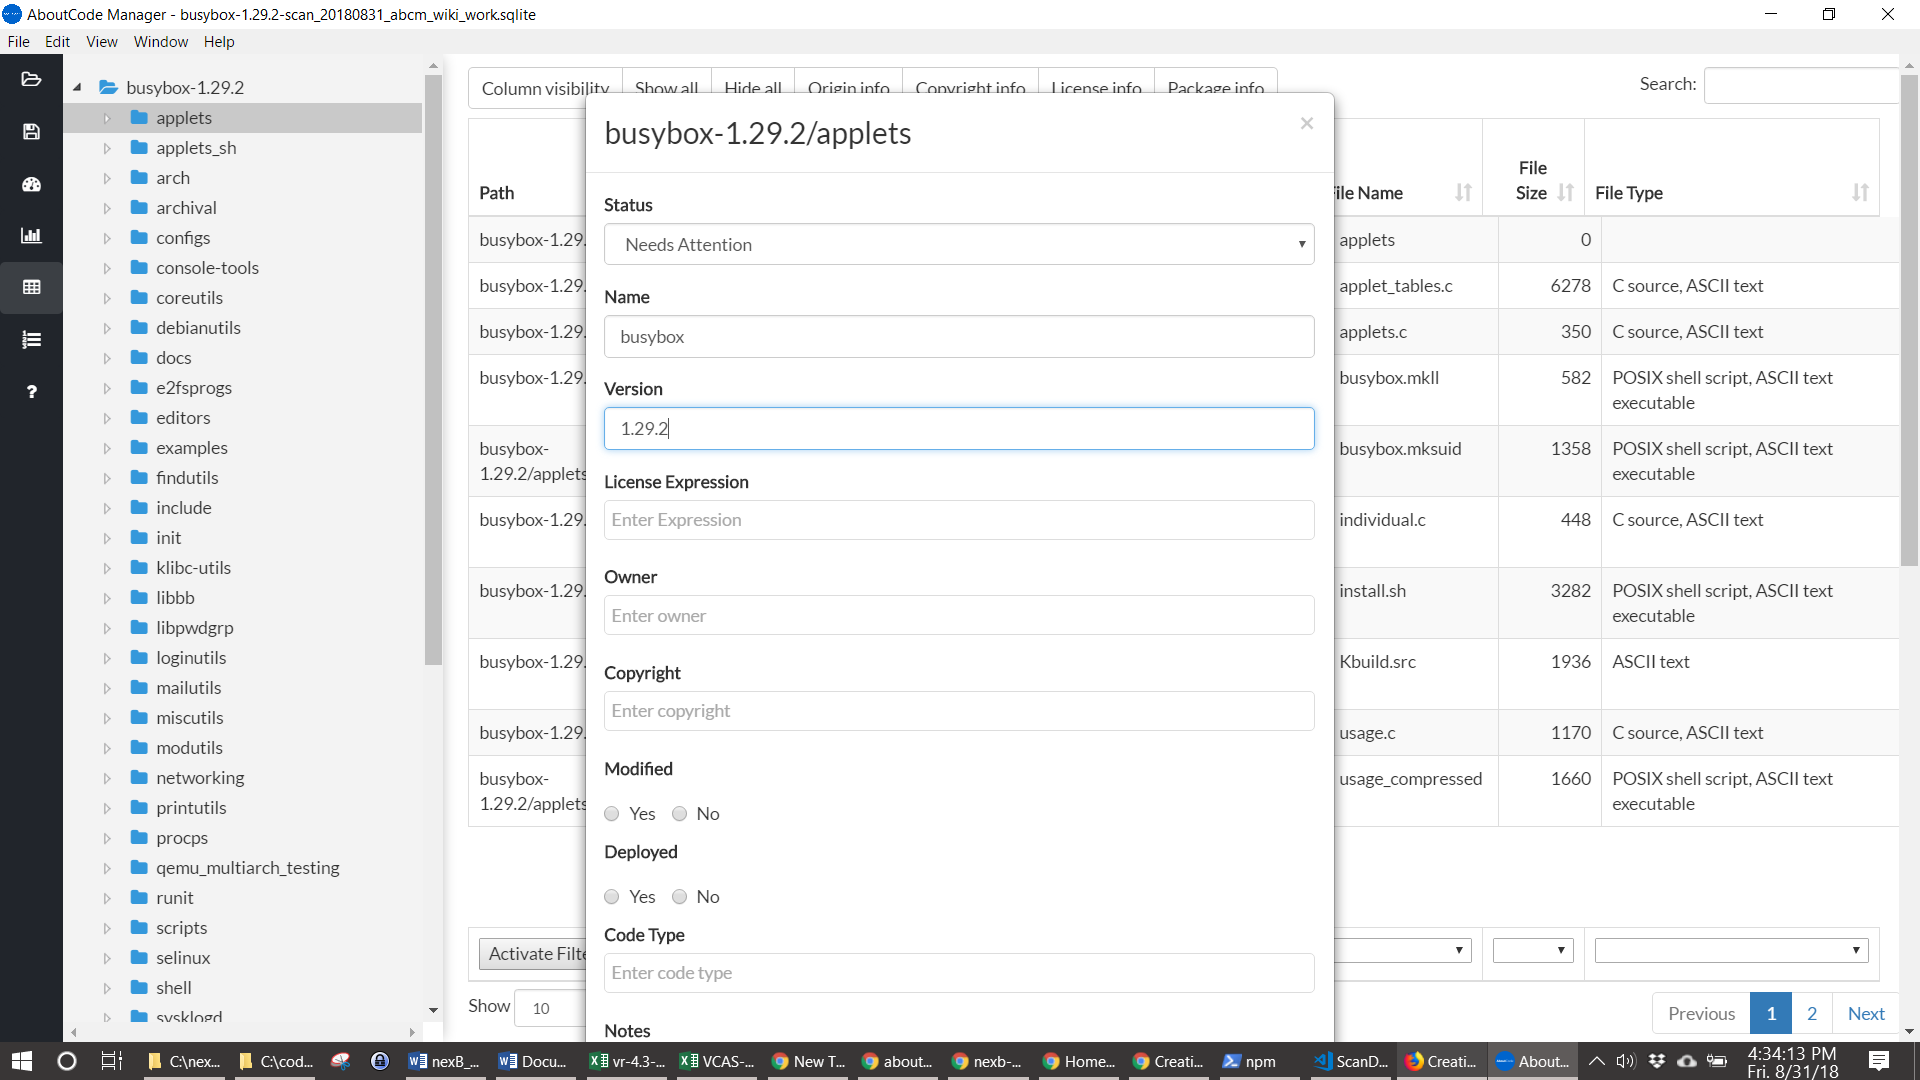 AboutCode Manager - busybox-1.29.2-scan_20180831_abcm_wiki_work.sqlite
File Edit View Window Help
busybox-1.29.2
applets
applets_sh
arch
archival
configs
console-tools
coreutils
debianutils
docs
e2fsprogs
editors
examples
findutils
include
init
klibc-utils
libbb
libpwdgrp
loginutils
mailutils
miscutils
modutils
networking
printutils
procps
qemu_multiarch_testing
runit
scripts
selinux
shell
sysklogd
Column visibility Show all Hide all Origin info Copyright info License info Package info
Search:
busybox-1.29.2/applets
×
Status
Needs Attention
Name
busybox
Version
1.29.2
License Expression
Enter Expression
Owner
Enter owner
Copyright
Enter copyright
Modified
Yes No
Deployed
Yes No
Code Type
Enter code type
Notes
Path File Name File Size File Type
busybox-1.29. applets 0
busybox-1.29. applet_tables.c 6278 C source, ASCII text
busybox-1.29. applets.c 350 C source, ASCII text
busybox-1.29. busybox.mkll 582 POSIX shell script, ASCII text
executable
busybox- busybox.mksuid 1358 POSIX shell script, ASCII text
1.29.2/applets executable
busybox-1.29. individual.c 448 C source, ASCII text
busybox-1.29. install.sh 3282 POSIX shell script, ASCII text
executable
busybox-1.29. Kbuild.src 1936 ASCII text
busybox-1.29. usage.c 1170 C source, ASCII text
busybox- usage_compressed 1660 POSIX shell script, ASCII text
1.29.2/applets executable
Activate Filte
Show 10
Previous 1 2 Next
C:\nex... C:\cod... nexB_... Docu... vr-4.3-... VCAS-... New T... about... nexb-... Home... Creati... npm ScanD... Creati... About...
4:34:13 PM
Fri. 8/31/18